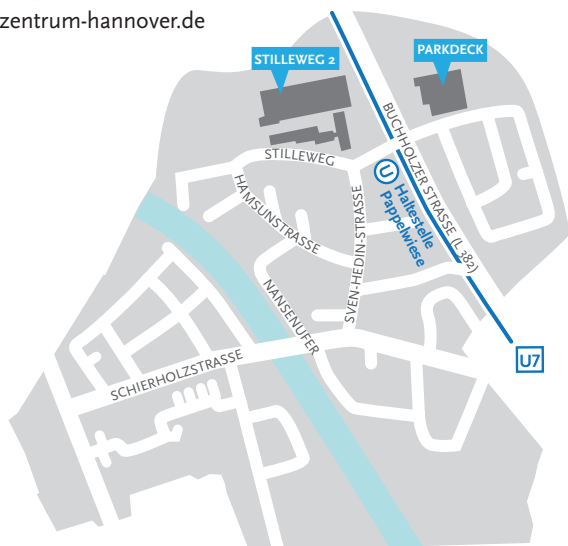 zentrum-hannover.de
STILLEWEG 2
PARKDECK
BUCHHOLZER STRASSE (L 382)
STILLEWEG
U
Haltestelle
Pappelwiese
HAMSUNSTRASSE
SVEN-HEDIN-STRASSE
NANSENUFER
SCHIERHOLZSTRASSE
U7